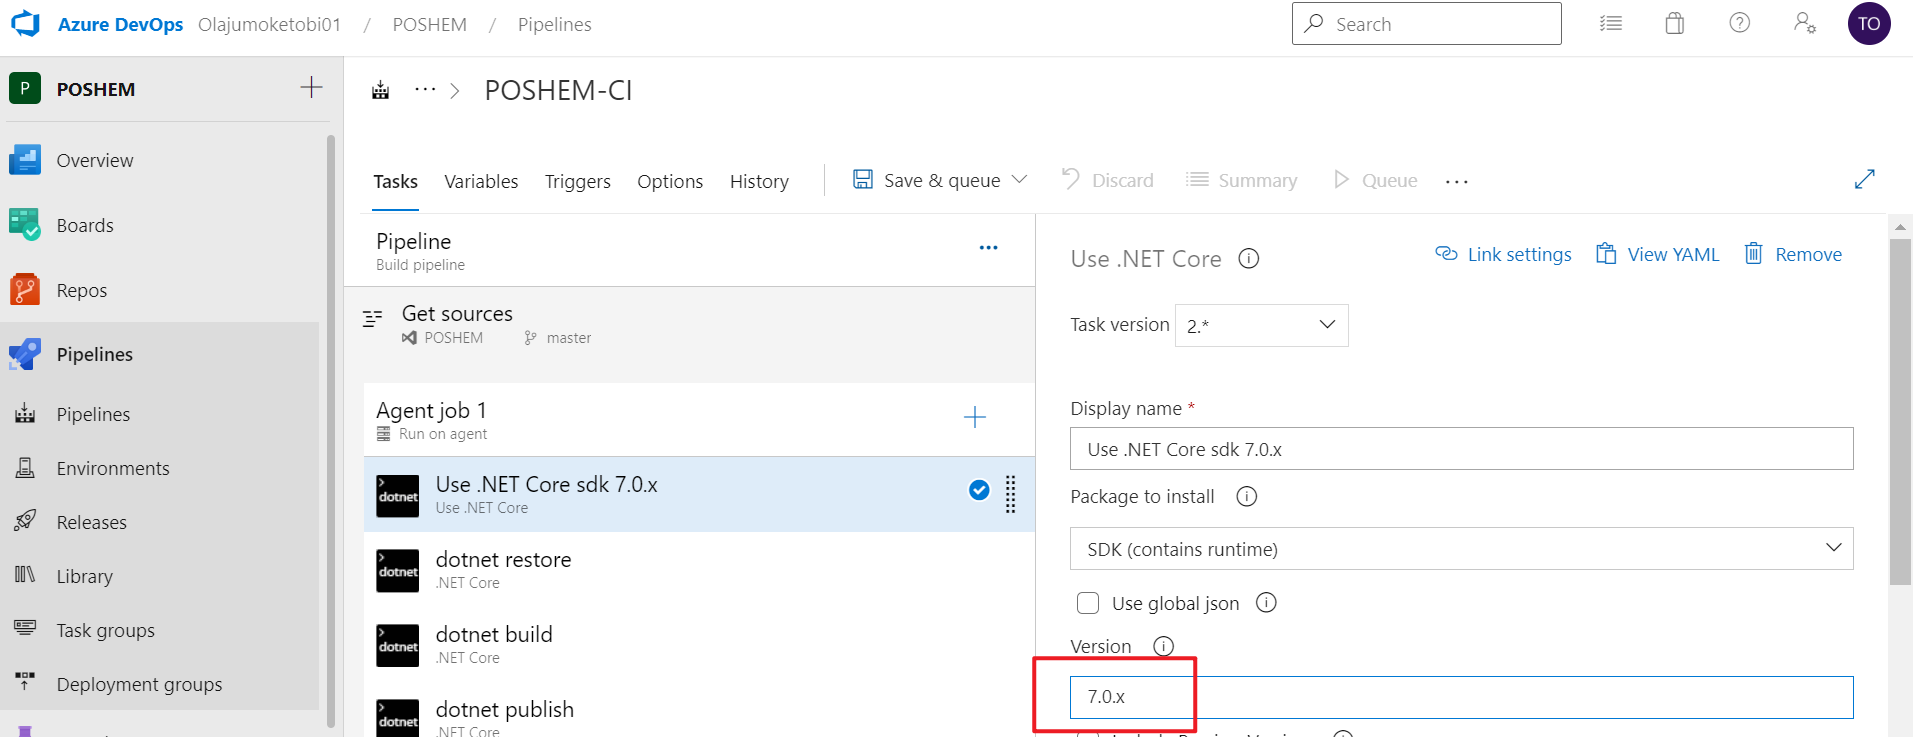 Azure DevOps Olajumoketobi01 / POSHEM / Pipelines Search TO
P POSHEM
POSHEM-CI
Overview
Boards
Repos
Pipelines
Pipelines
Environments
Releases
Library
Task groups
Deployment groups
Tasks Variables Triggers Options History Save & queue Discard Summary Queue
Pipeline
Build pipeline
Get sources
POSHEM master
Agent job 1
Run on agent
dotnet Use .NET Core sdk 7.0.x
Use .NET Core
dotnet dotnet restore
.NET Core
dotnet dotnet build
.NET Core
dotnet dotnet publish
.NET Core
Use .NET Core Link settings View YAML Remove
Task version 2.*
Display name *
Use .NET Core sdk 7.0.x
Package to install
SDK (contains runtime)
Use global json
Version
7.0.x